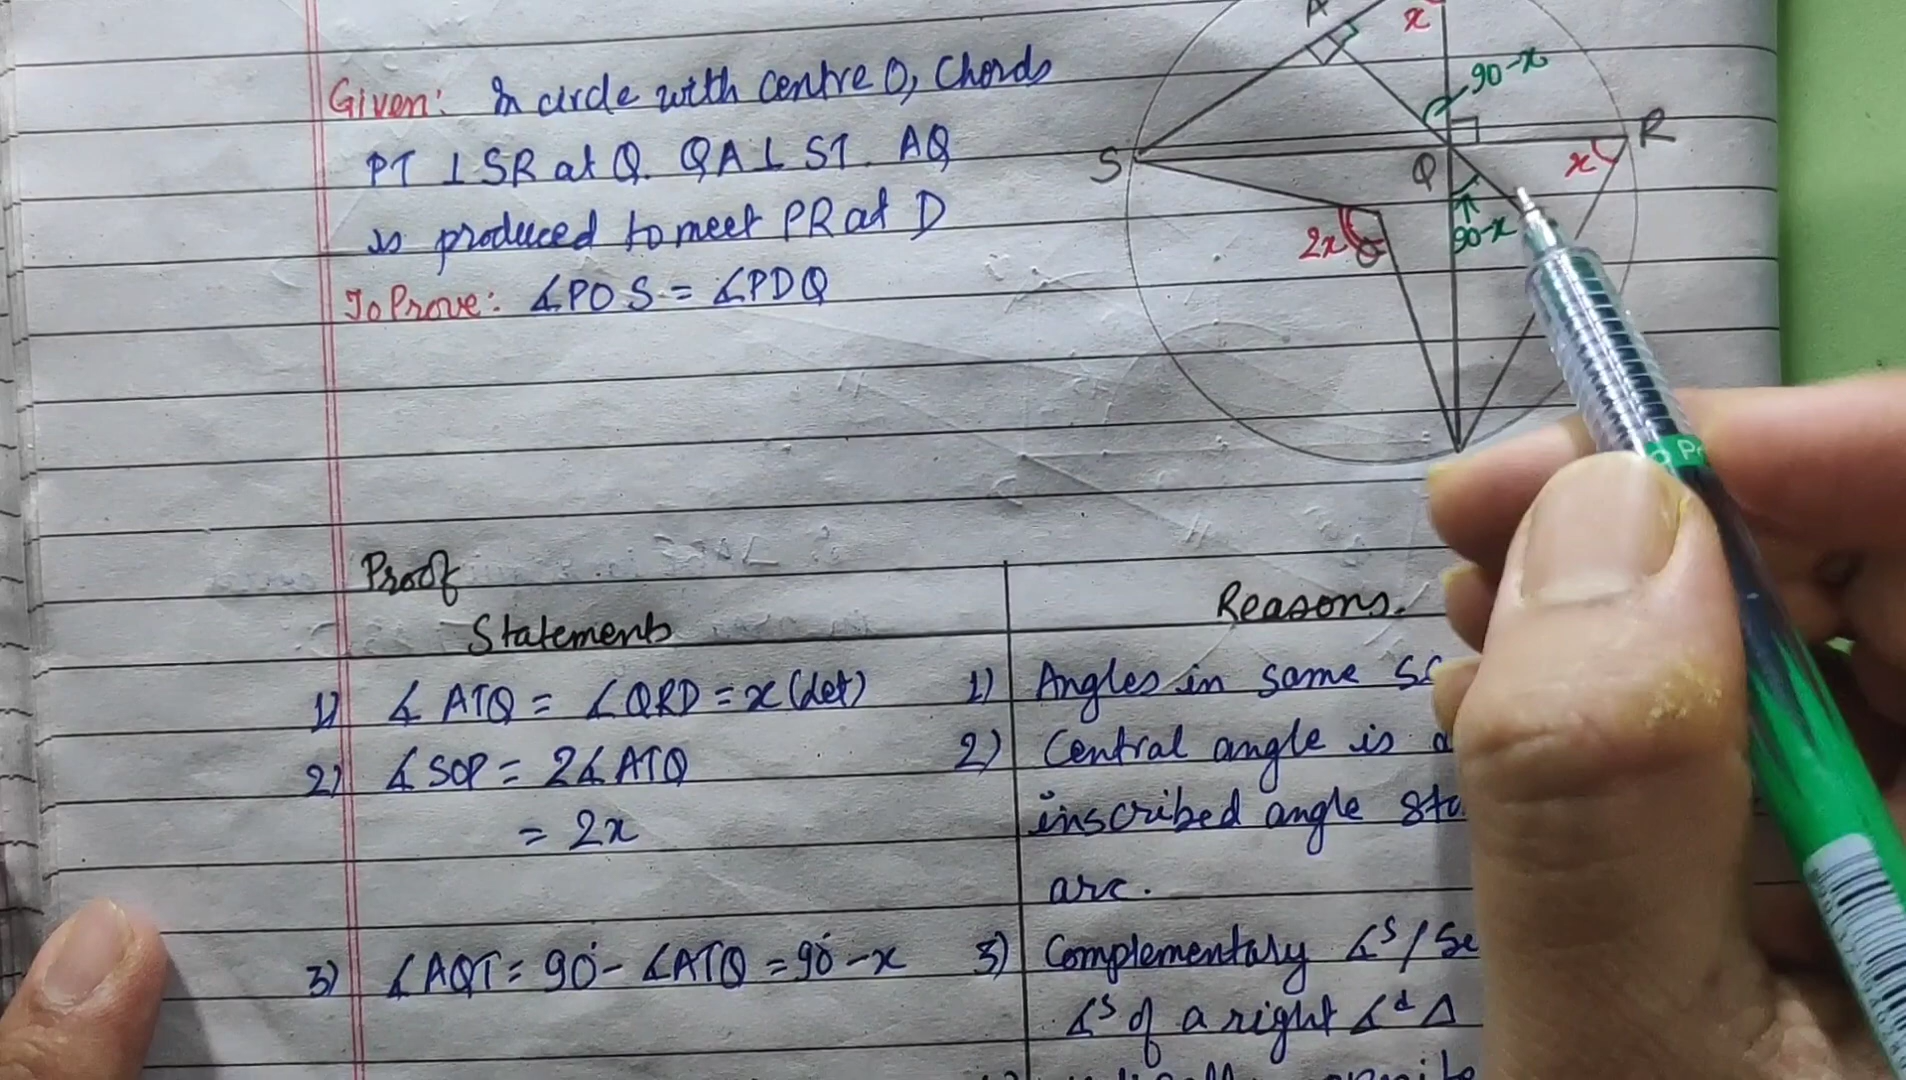 Given: In circle with centre O, Chords
PT ⊥ SR at Q. QA ⊥ ST. AQ
is produced to meet PR at D
To Prove: ∡POS = ∡PDQ
A
x
90-x
S
R
Q
x
2x
O
90-x
Proof
Statements
Reasons.
1) ∡ATQ = ∡QRD = x (let)
1) Angles in same
2) ∡SOP = 2∡ATQ
2) Central angle is
= 2x
inscribed angle
arc.
3) ∡AQT = 90° - ∡ATQ = 90° - x
3) Complementary ∡s /
∡s of a right ∡d Δ